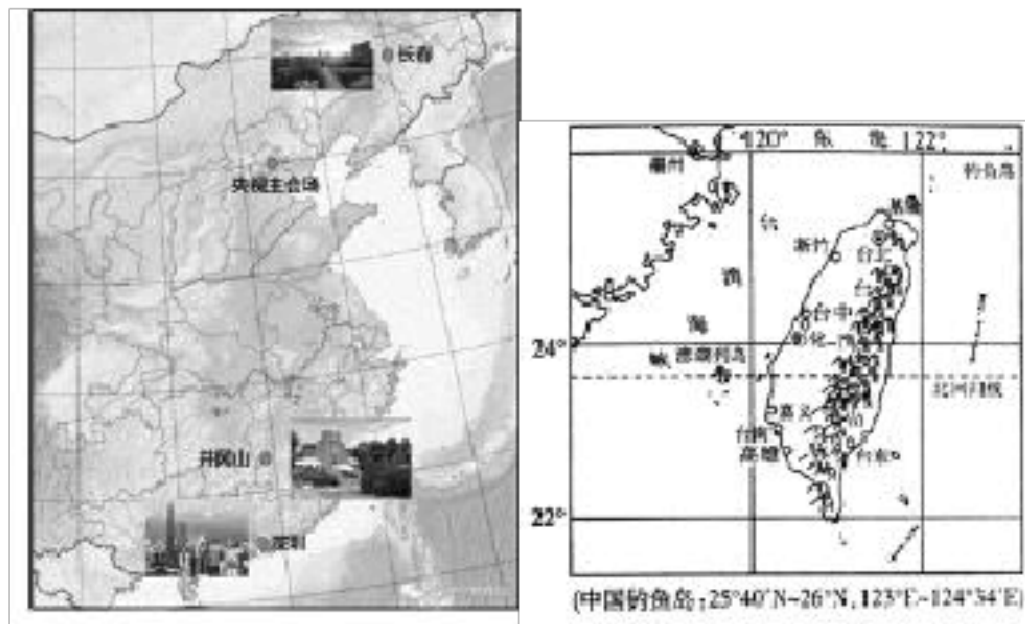 长春
央视主会场
井冈山
深圳
120°
122°
福州
钓鱼岛
基隆
台
新竹
台北
湾
台
海
台中
彰化
24°
峡
澎湖列岛
北回归线
嘉义
台南
高雄
台东
22°
(中国钓鱼岛:25°40′N~26°N,123°E~124°34′E)